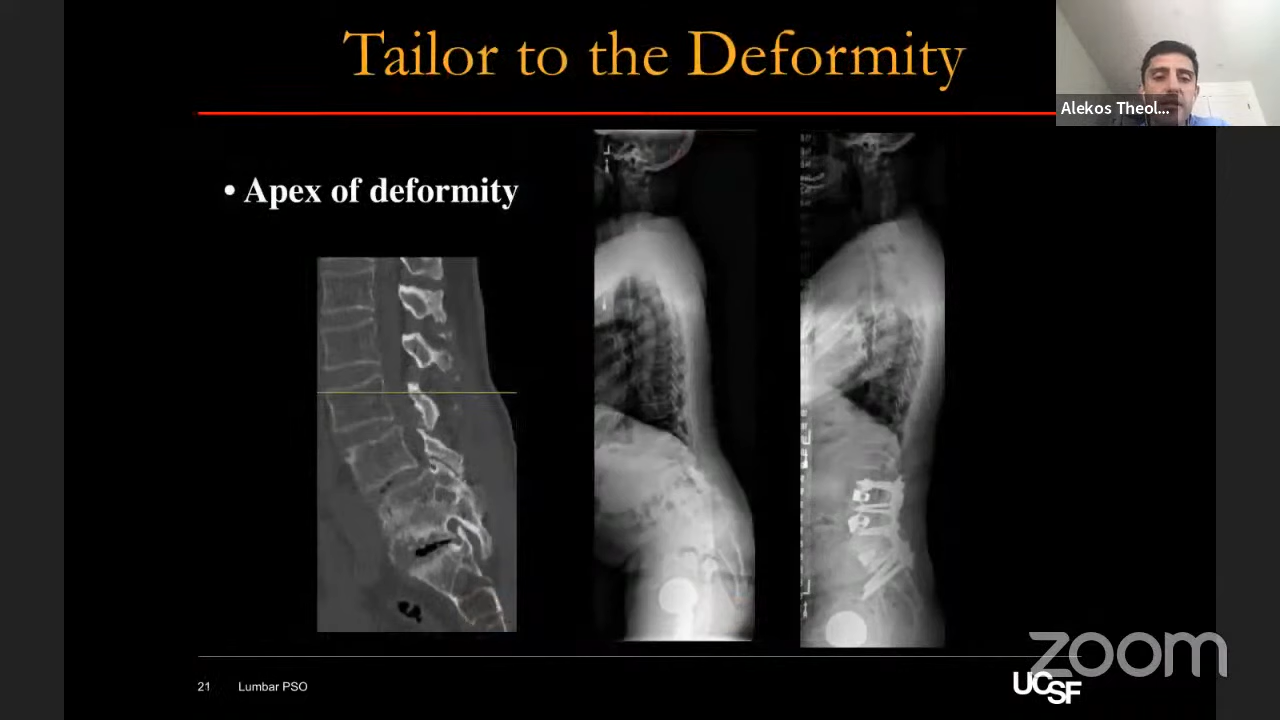 Tailor to the Deformity
Alekos Theol...
• Apex of deformity
21 Lumbar PSO
UCSF
zoom